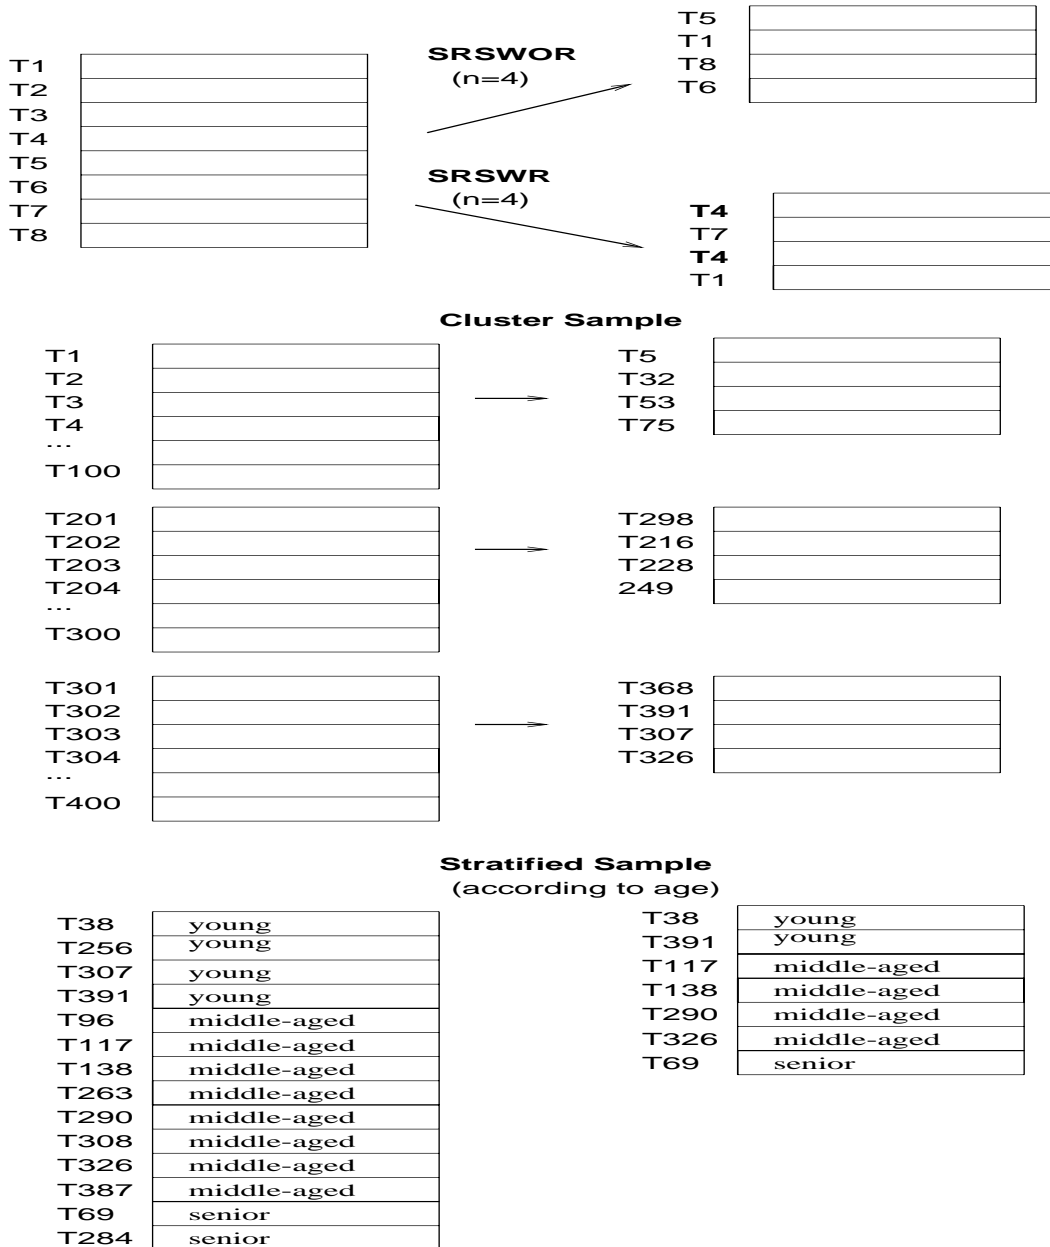 T1
T2
T3
T4
T5
T6
T7
T8
SRSWOR
(n=4)
SRSWR
(n=4)
T5
T1
T8
T6
T4
T7
T4
T1
Cluster Sample
T1
T2
T3
T4
...
T100
T5
T32
T53
T75
T201
T202
T203
T204
...
T300
T298
T216
T228
249
T301
T302
T303
T304
...
T400
T368
T391
T307
T326
Stratified Sample
(according to age)
T38 young
T256 young
T307 young
T391 young
T96 middle-aged
T117 middle-aged
T138 middle-aged
T263 middle-aged
T290 middle-aged
T308 middle-aged
T326 middle-aged
T387 middle-aged
T69 senior
T284 senior
T38 young
T391 young
T117 middle-aged
T138 middle-aged
T290 middle-aged
T326 middle-aged
T69 senior